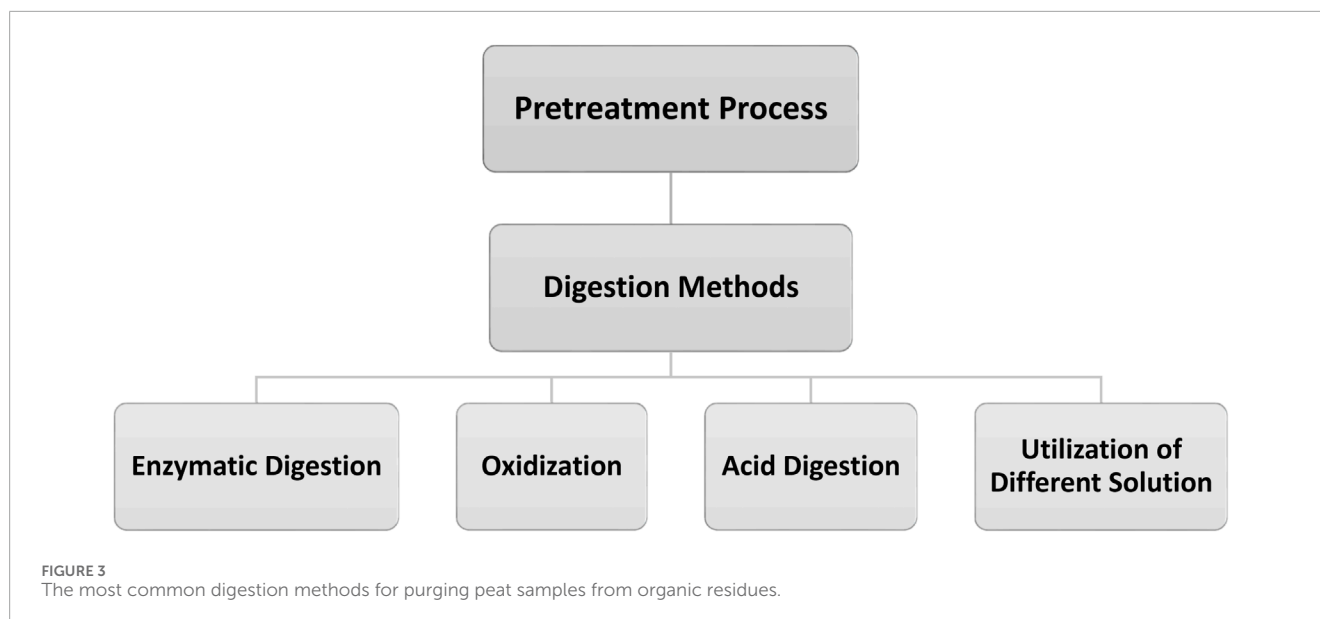 Pretreatment Process
Digestion Methods
Enzymatic Digestion
Oxidization
Acid Digestion
Utilization of
Different Solution
FIGURE 3
The most common digestion methods for purging peat samples from organic residues.